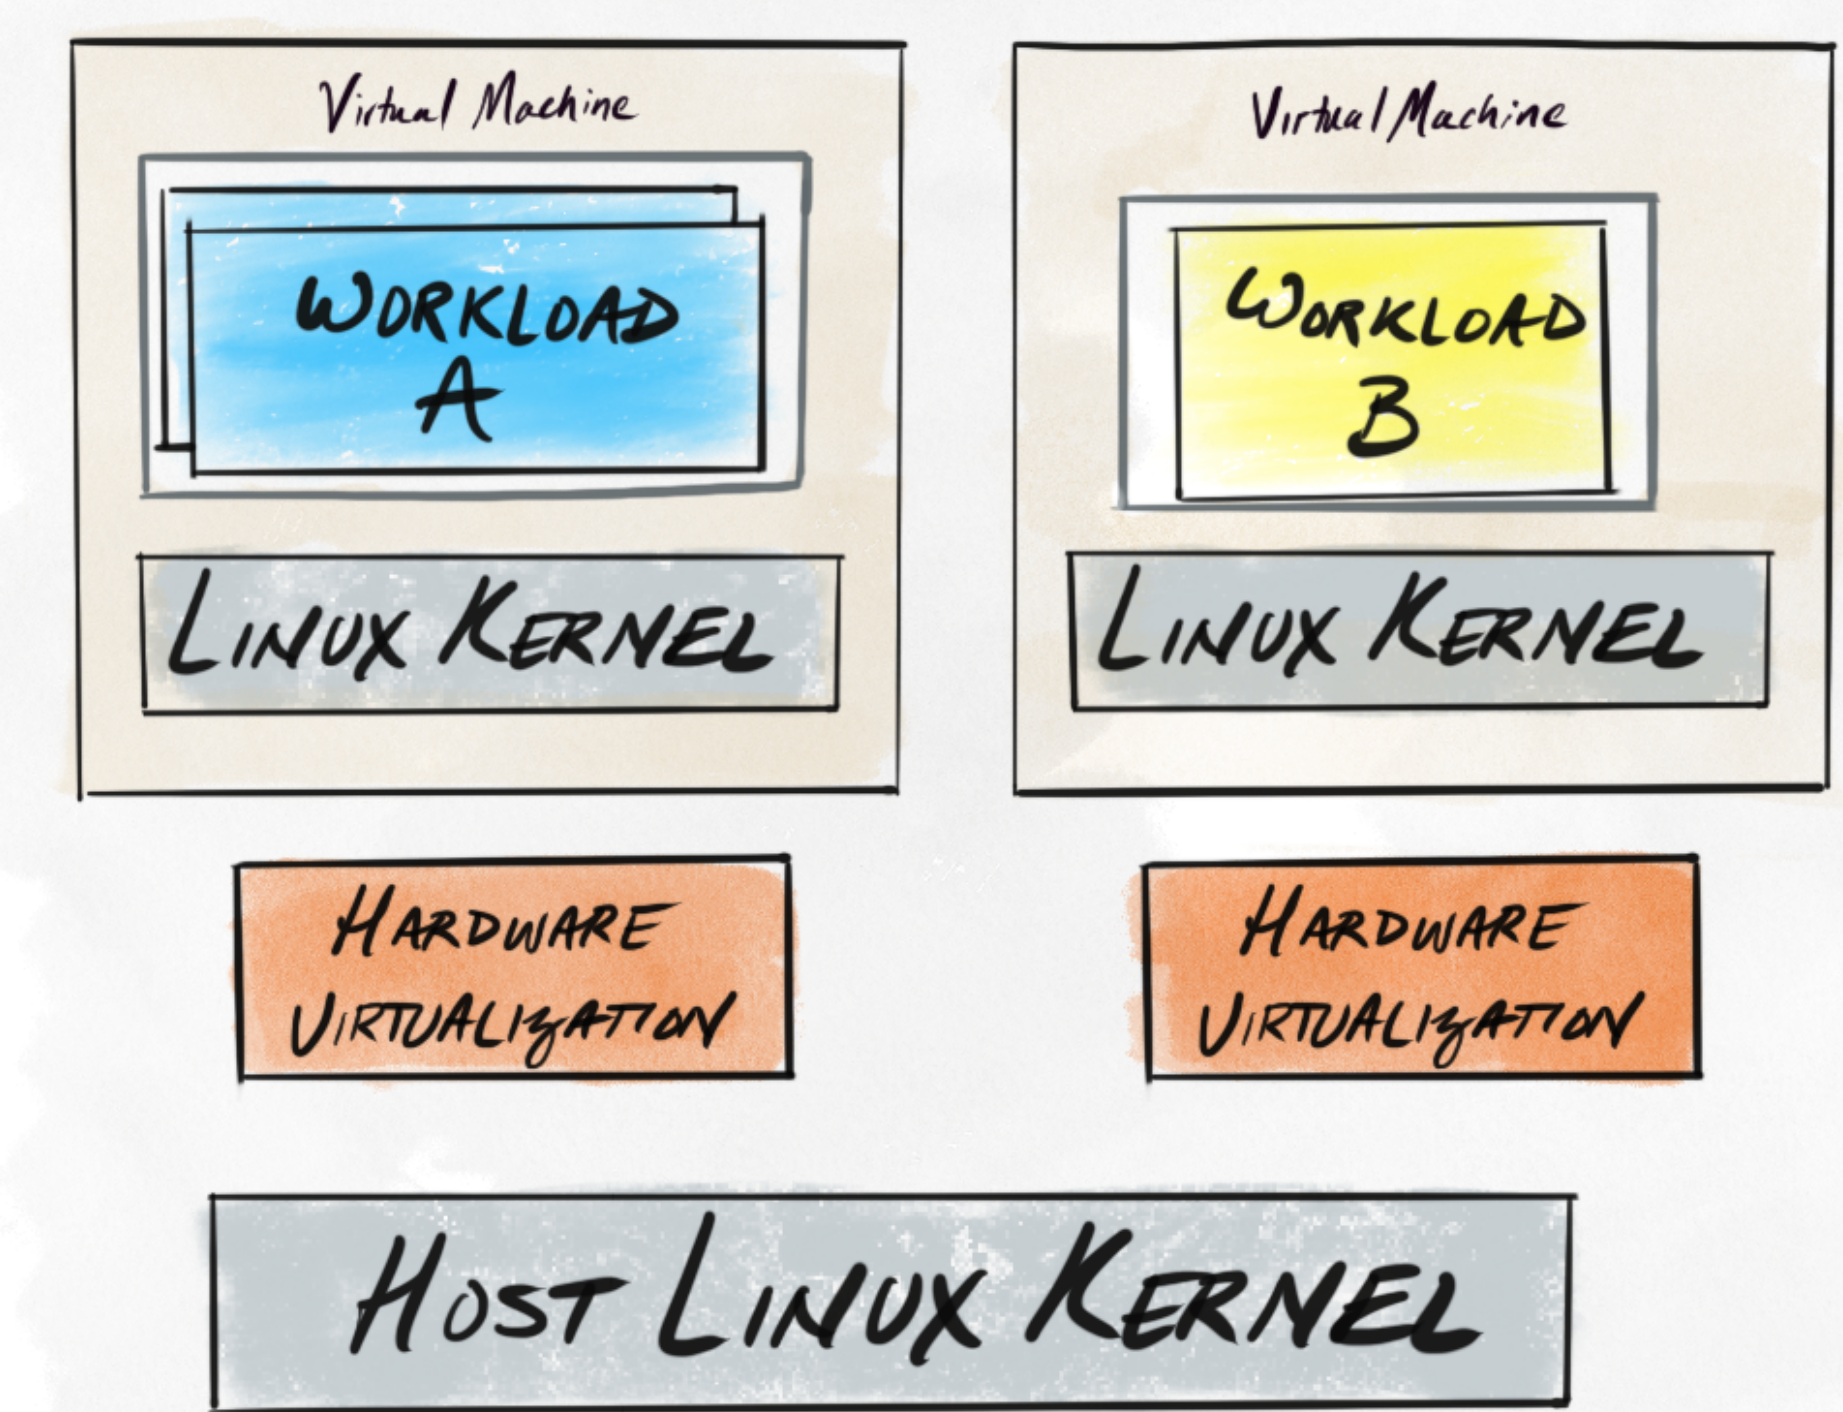 Virtual Machine
WORKLOAD
A
LINUX KERNEL
Virtual Machine
WORKLOAD
B
LINUX KERNEL
HARDWARE
VIRTUALIZATION
HARDWARE
VIRTUALIZATION
HOST LINUX KERNEL